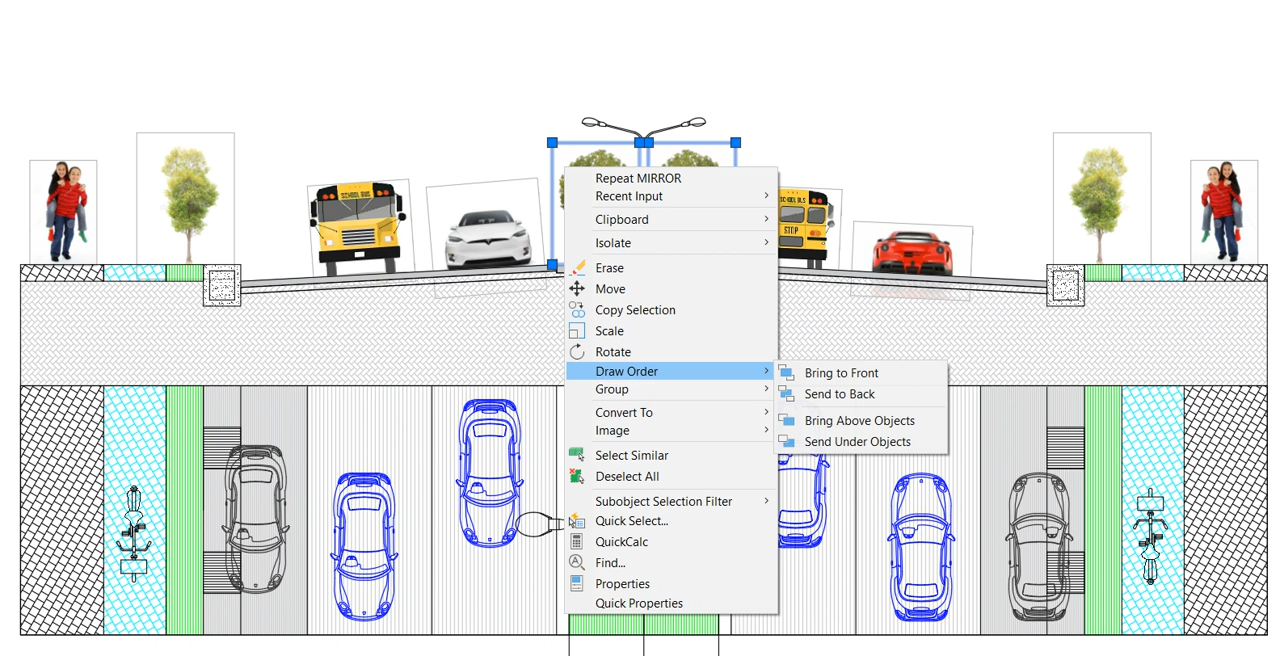 SCHOOL BUS
SCHOOL BUS
STOP
Repeat MIRROR
Recent Input
Clipboard
Isolate
Erase
Move
Copy Selection
Scale
Rotate
Draw Order
Group
Convert To
Image
Select Similar
Deselect All
Subobject Selection Filter
Quick Select...
QuickCalc
Find...
Properties
Quick Properties
Bring to Front
Send to Back
Bring Above Objects
Send Under Objects